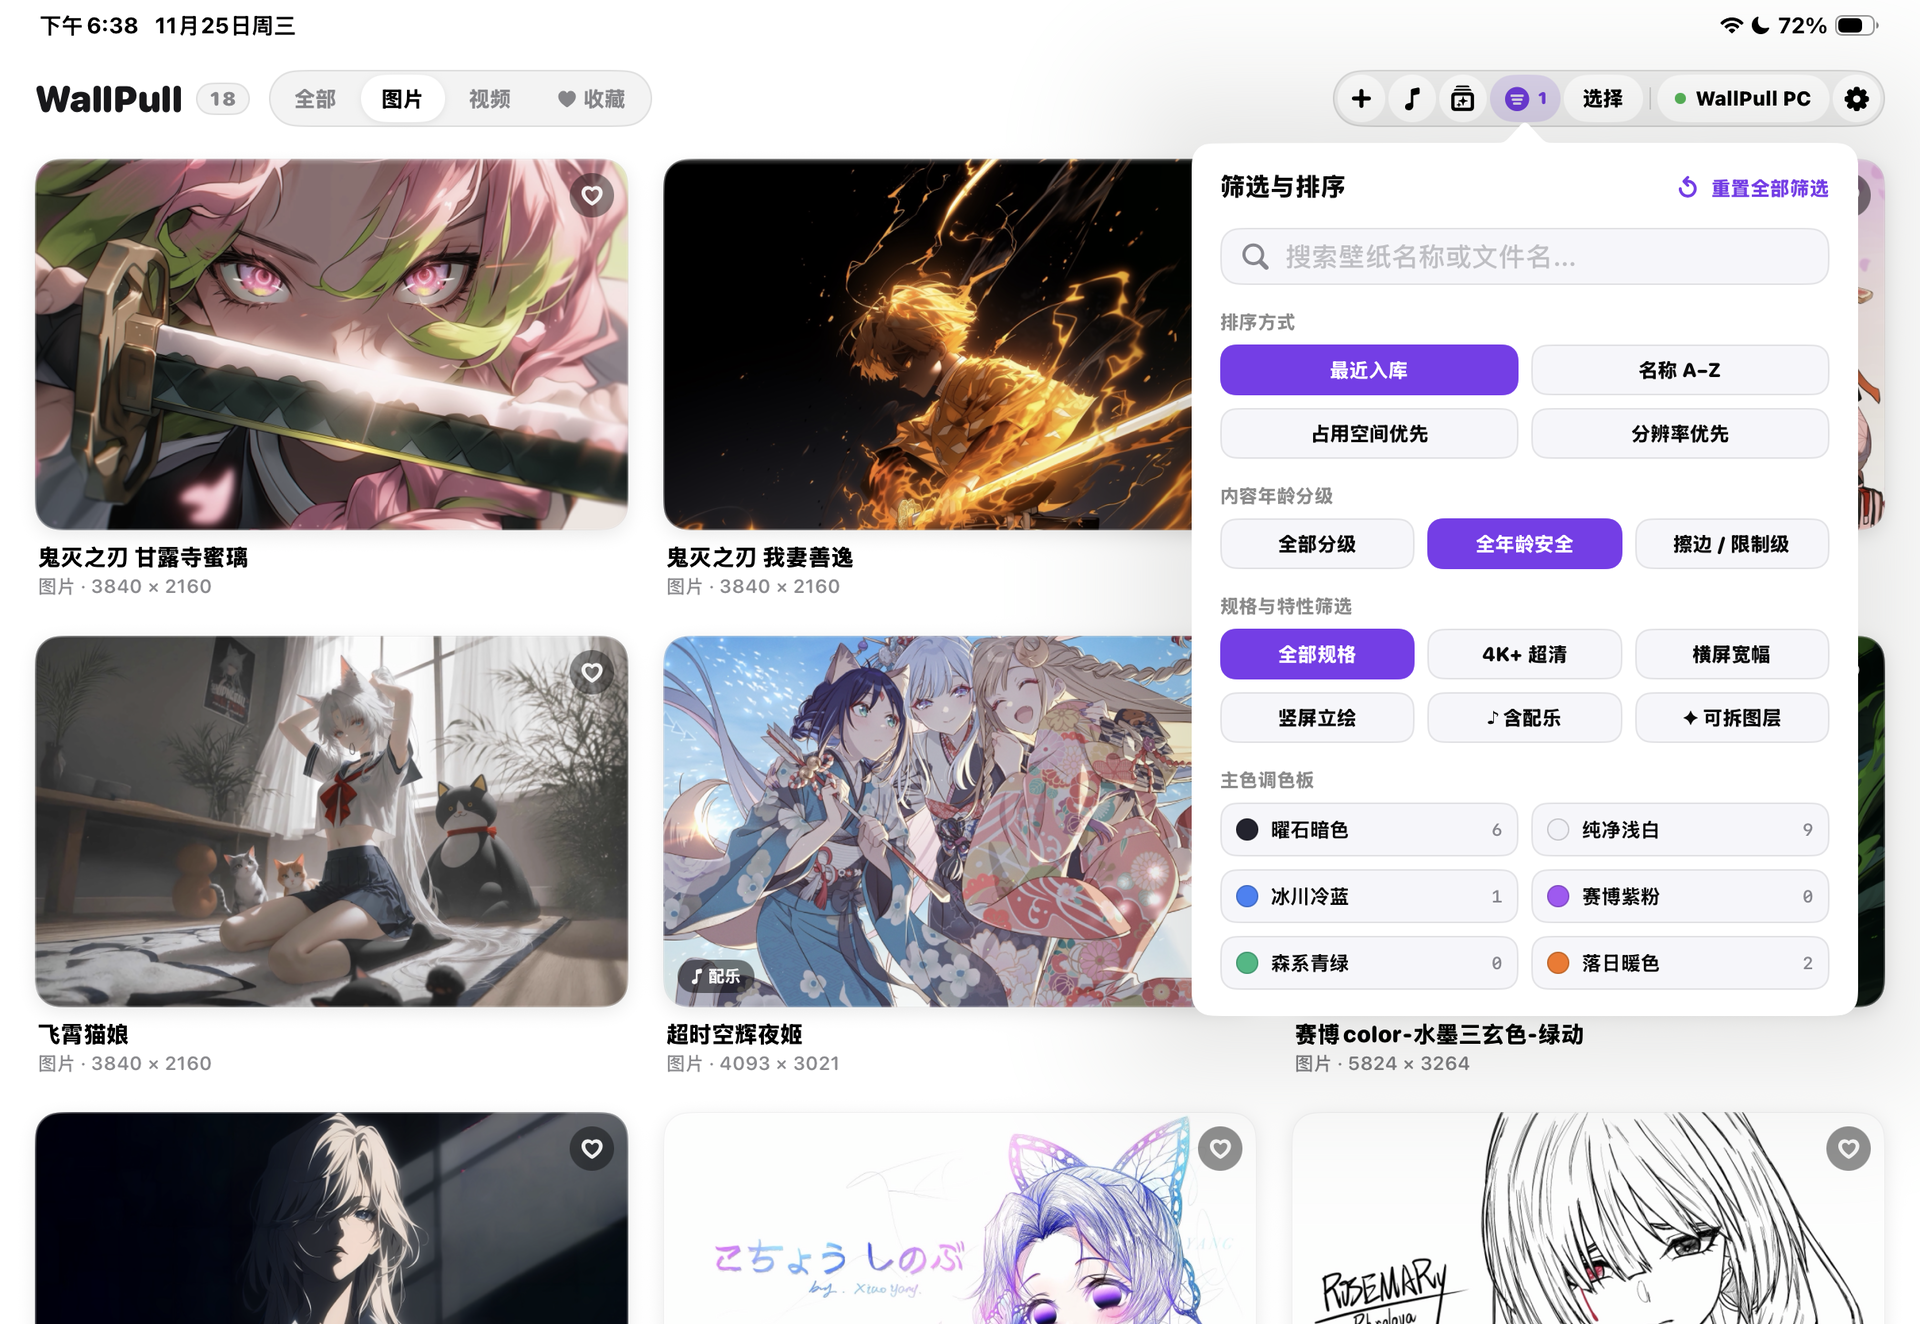 下午6:38 11月25日周三
72%
WallPull 18 全部 图片 视频 收藏
1 选择 WallPull PC
筛选与排序 重置全部筛选
搜索壁纸名称或文件名...
排序方式
最近入库 名称 A-Z
占用空间优先 分辨率优先
内容年龄分级
全部分级 全年龄安全 擦边 / 限制级
规格与特性筛选
全部规格 4K+ 超清 横屏宽幅
竖屏立绘 ♪ 含配乐 ✦ 可拆图层
主色调色板
曜石暗色 6 纯净浅白 9
冰川冷蓝 1 赛博紫粉 0
森系青绿 0 落日暖色 2
鬼灭之刃 甘露寺蜜璃
图片 · 3840 × 2160
鬼灭之刃 我妻善逸
图片 · 3840 × 2160
配乐
飞霄猫娘
图片 · 3840 × 2160
超时空辉夜姬
图片 · 4093 × 3021
赛博color-水墨三玄色-绿动
图片 · 5824 × 3264
こちょうしのぶ
by. Xiao Yang.
ROSEMARY